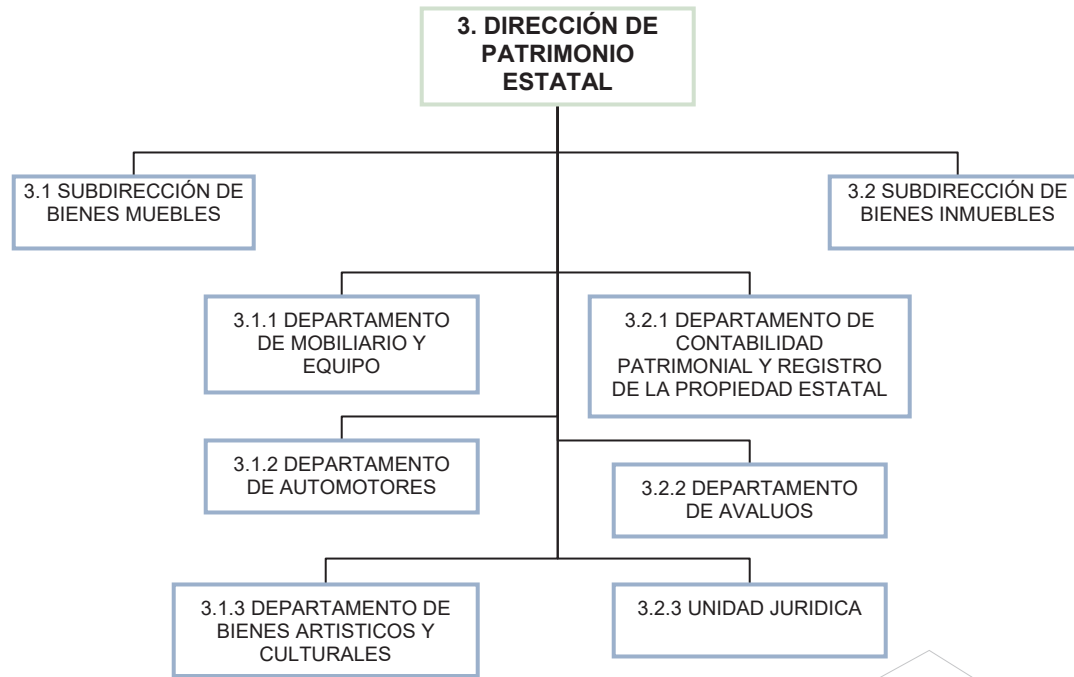 3. DIRECCIÓN DE
PATRIMONIO
ESTATAL
3.1 SUBDIRECCIÓN DE
BIENES MUEBLES
3.2 SUBDIRECCIÓN DE
BIENES INMUEBLES
3.1.1 DEPARTAMENTO
DE MOBILIARIO Y
EQUIPO
3.2.1 DEPARTAMENTO DE
CONTABILIDAD
PATRIMONIAL Y REGISTRO
DE LA PROPIEDAD ESTATAL
3.1.2 DEPARTAMENTO
DE AUTOMOTORES
3.2.2 DEPARTAMENTO
DE AVALUOS
3.1.3 DEPARTAMENTO DE
BIENES ARTISTICOS Y
CULTURALES
3.2.3 UNIDAD JURIDICA